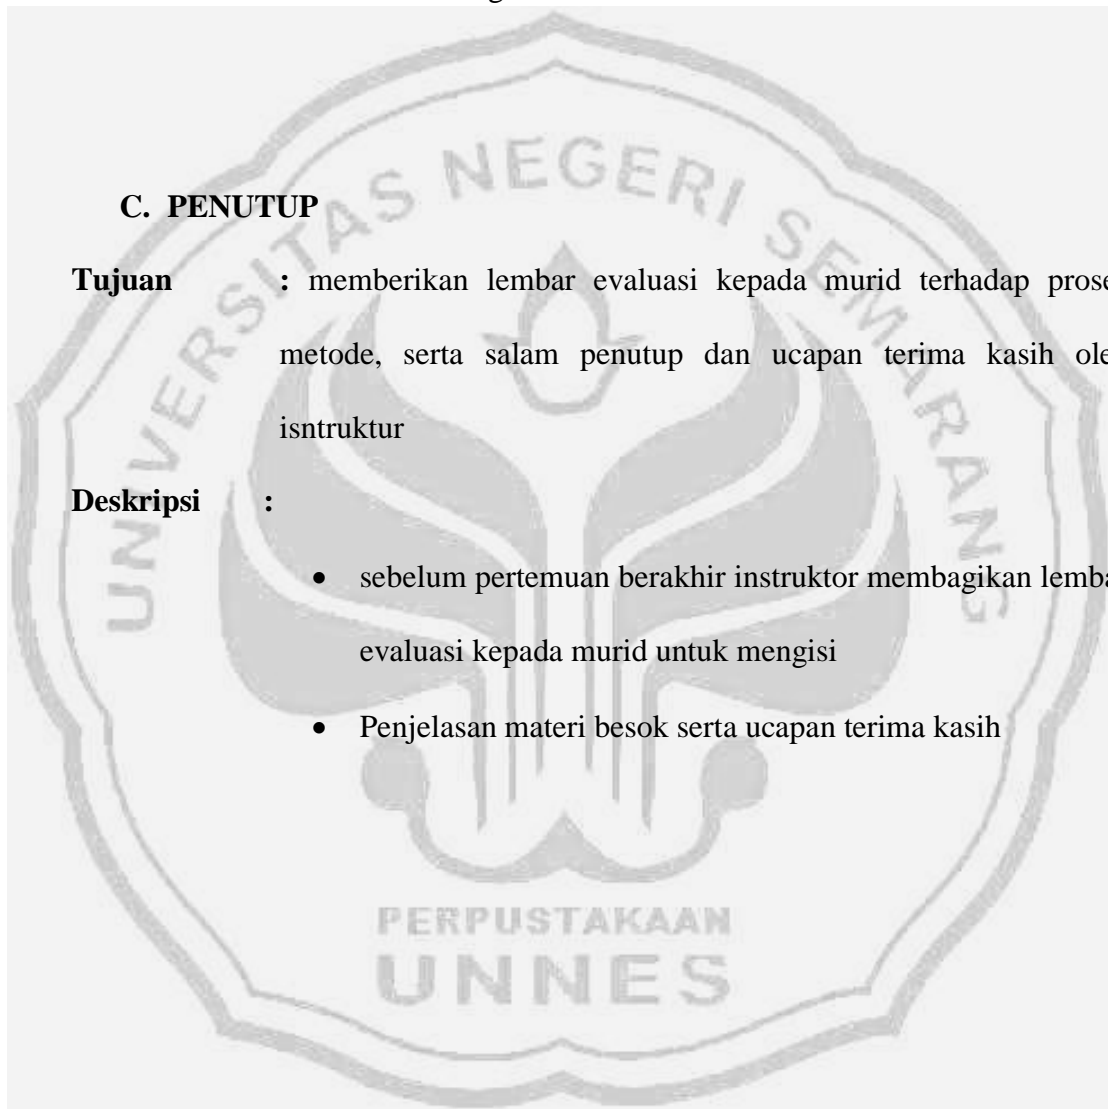 C. PENUTUP
Tujuan : memberikan lembar evaluasi kepada murid terhadap prose
metode, serta salam penutup dan ucapan terima kasih ole
isntruktur
Deskripsi :
• sebelum pertemuan berakhir instruktor membagikan lemba
evaluasi kepada murid untuk mengisi
• Penjelasan materi besok serta ucapan terima kasih
UNIVERSITAS NEGERI SEMARANG
PERPUSTAKAAN
UNNES